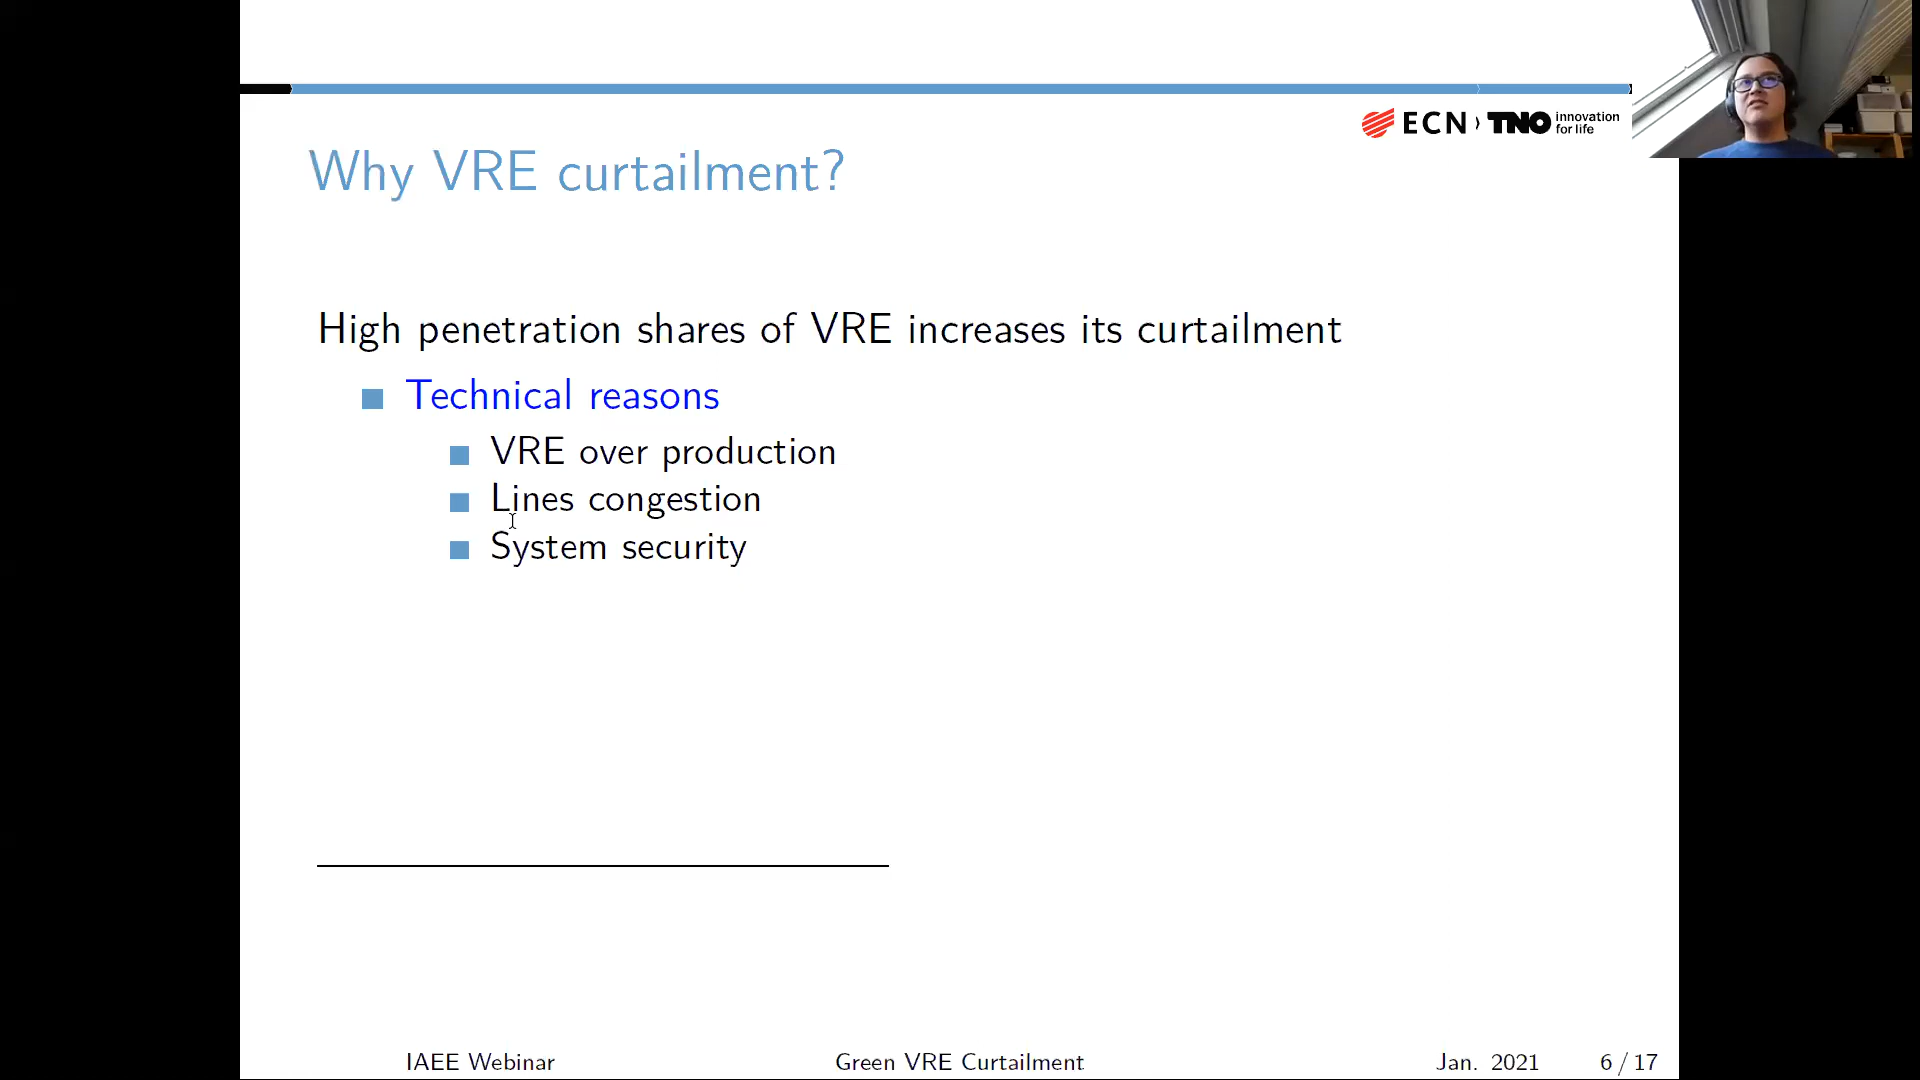 ECN › TNO innovation for life
Why VRE curtailment?
High penetration shares of VRE increases its curtailment
Technical reasons
VRE over production
Lines congestion
System security
IAEE Webinar
Green VRE Curtailment
Jan. 2021
6 / 17